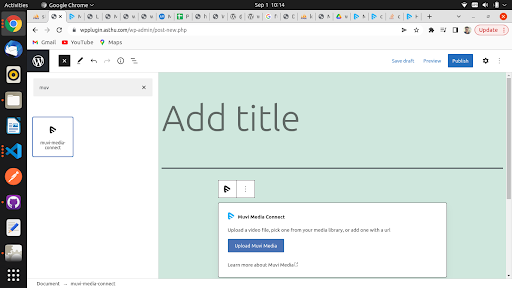 Activities
Google Chrome
Sep 1 10:14
wpplugin.aschu.com/wp-admin/post-new.php
Update
Gmail
YouTube
Maps
Save draft
Preview
Publish
muv
muvi-media-
connect
Add title
Muvi Media Connect
Upload a video file, pick one from your media library, or add one with a url
Upload Muvi Media
Learn more about Muvi Media
Document → muvi-media-connect